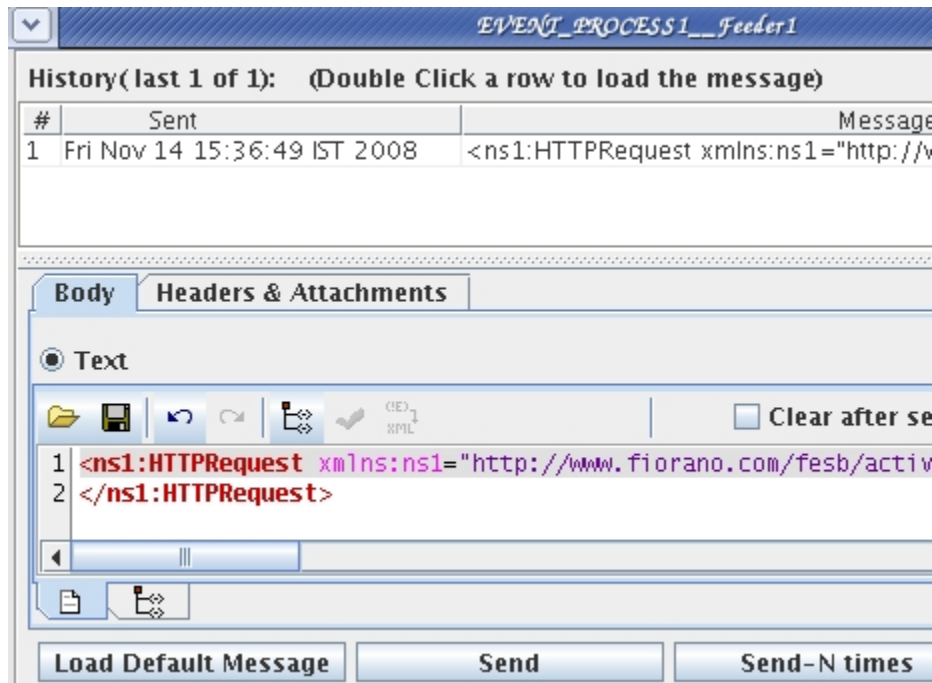 EVENT_PROCESS1__Feeder1
History( last 1 of 1): (Double Click a row to load the message)
# Sent Message
1 Fri Nov 14 15:36:49 IST 2008 <ns1:HTTPRequest xmlns:ns1="http://w
Body Headers & Attachments
Text
(!E) XML Clear after se
1 <ns1:HTTPRequest xmlns:ns1="http://www.fiorano.com/fesb/activ
2 </ns1:HTTPRequest>
Load Default Message Send Send-N times